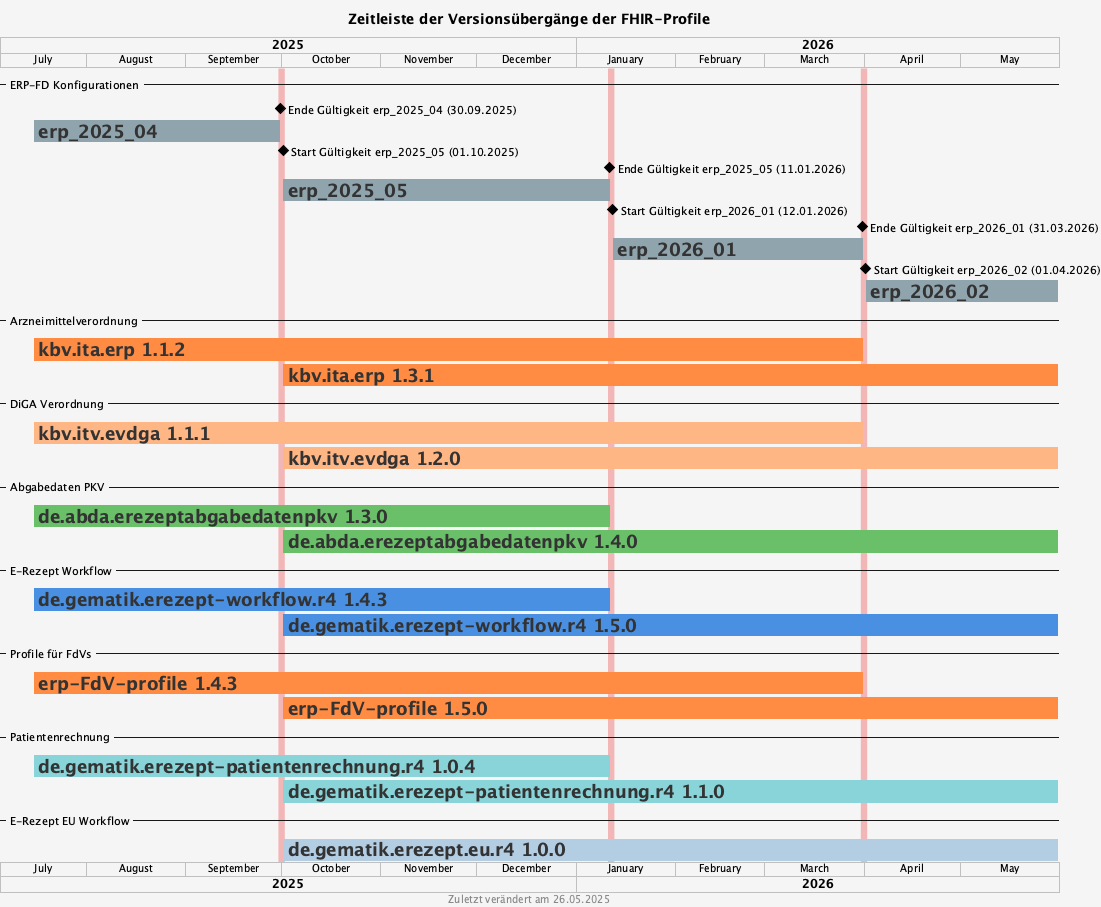 Zeitleiste der Versionsübergänge der FHIR-Profile
2025 2026
July August September October November December January February March April May
ERP-FD Konfigurationen
Ende Gültigkeit erp_2025_04 (30.09.2025)
erp_2025_04
Start Gültigkeit erp_2025_05 (01.10.2025)
Ende Gültigkeit erp_2025_05 (11.01.2026)
erp_2025_05
Start Gültigkeit erp_2026_01 (12.01.2026)
Ende Gültigkeit erp_2026_01 (31.03.2026)
erp_2026_01
Start Gültigkeit erp_2026_02 (01.04.2026)
erp_2026_02
Arzneimittelverordnung
kbv.ita.erp 1.1.2
kbv.ita.erp 1.3.1
DiGA Verordnung
kbv.itv.evdga 1.1.1
kbv.itv.evdga 1.2.0
Abgabedaten PKV
de.abda.erezeptabgabedatenpkv 1.3.0
de.abda.erezeptabgabedatenpkv 1.4.0
E-Rezept Workflow
de.gematik.erezept-workflow.r4 1.4.3
de.gematik.erezept-workflow.r4 1.5.0
Profile für FdVs
erp-FdV-profile 1.4.3
erp-FdV-profile 1.5.0
Patientenrechnung
de.gematik.erezept-patientenrechnung.r4 1.0.4
de.gematik.erezept-patientenrechnung.r4 1.1.0
E-Rezept EU Workflow
de.gematik.erezept.eu.r4 1.0.0
July August September October November December January February March April May
2025 2026
Zuletzt verändert am 26.05.2025